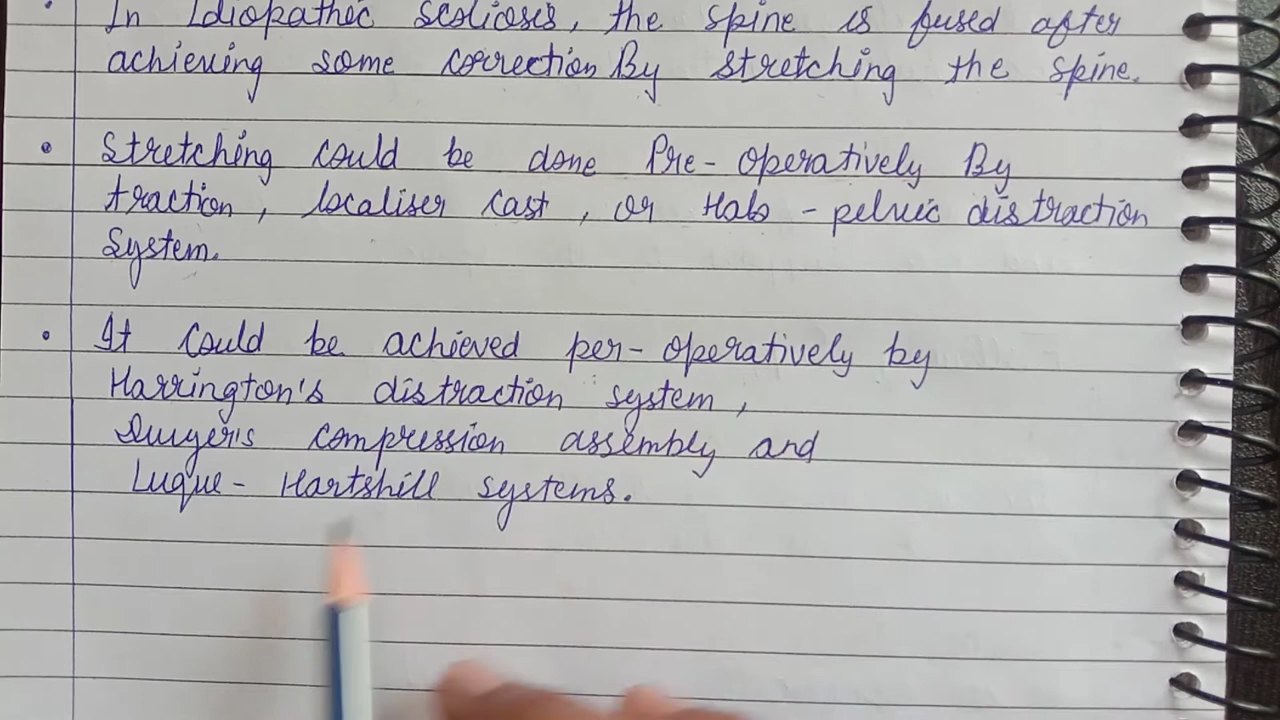 In Idiopathic scoliosis, the spine is fused after
achieving some correction By stretching the spine.
Stretching could be done Pre-operatively By
traction, localiser cast, or Halo-pelvic distraction
System.
It could be achieved per-operatively by
Harrington's distraction system,
Dwyer's compression assembly and
Luque-Hartshill systems.